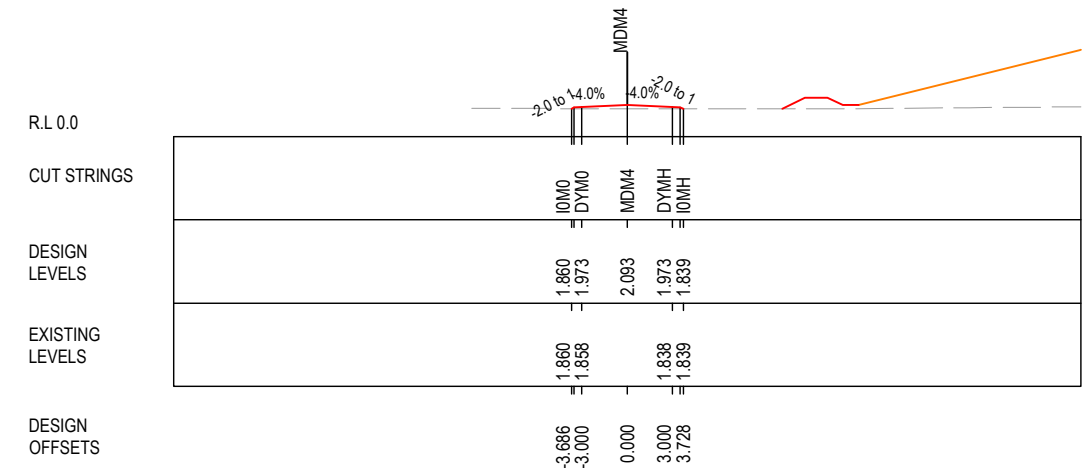 MDM4
-2.0 to 1
-4.0%
-4.0%
-2.0 to 1
R.L 0.0
CUT STRINGS
I0M0
DYM0
MDM4
DYMH
I0MH
DESIGN
LEVELS
1.860
1.973
2.093
1.973
1.839
EXISTING
LEVELS
1.860
1.858
1.838
1.839
DESIGN
OFFSETS
-3.686
-3.000
0.000
3.000
3.728